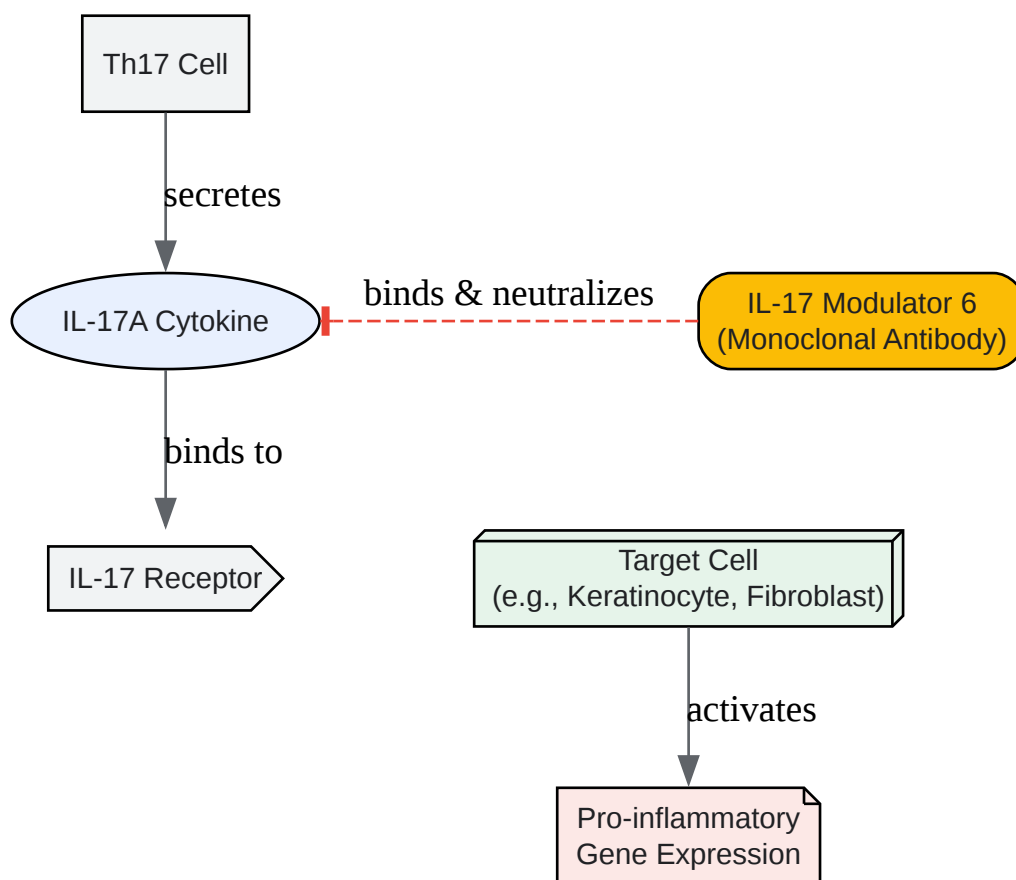 Th17 Cell
secretes
IL-17A Cytokine
binds & neutralizes
IL-17 Modulator 6
(Monoclonal Antibody)
binds to
IL-17 Receptor
Target Cell
(e.g., Keratinocyte, Fibroblast)
activates
Pro-inflammatory
Gene Expression